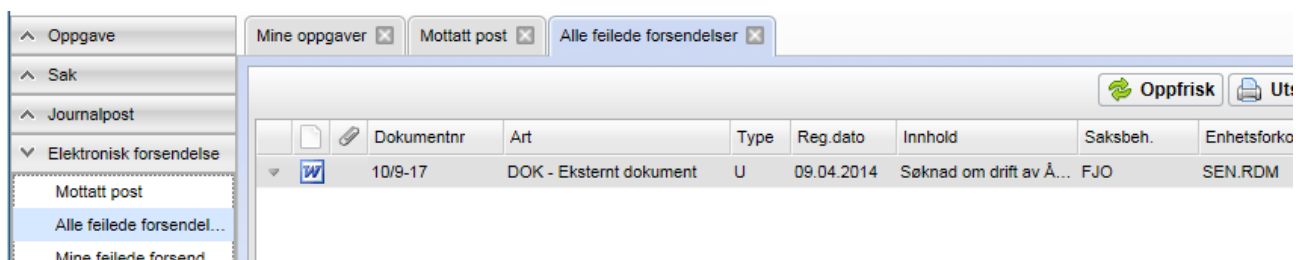 Oppgave
Sak
Journalpost
Elektronisk forsendelse
Mottatt post
Alle feilede forsendel...
Mine feilede forsend
Mine oppgaver Mottatt post Alle feilede forsendelser
Oppfrisk Uts
Dokumentnr Art Type Reg.dato Innhold Saksbeh. Enhetsforko
10/9-17 DOK - Eksternt dokument U 09.04.2014 Søknad om drift av Å... FJO SEN.RDM